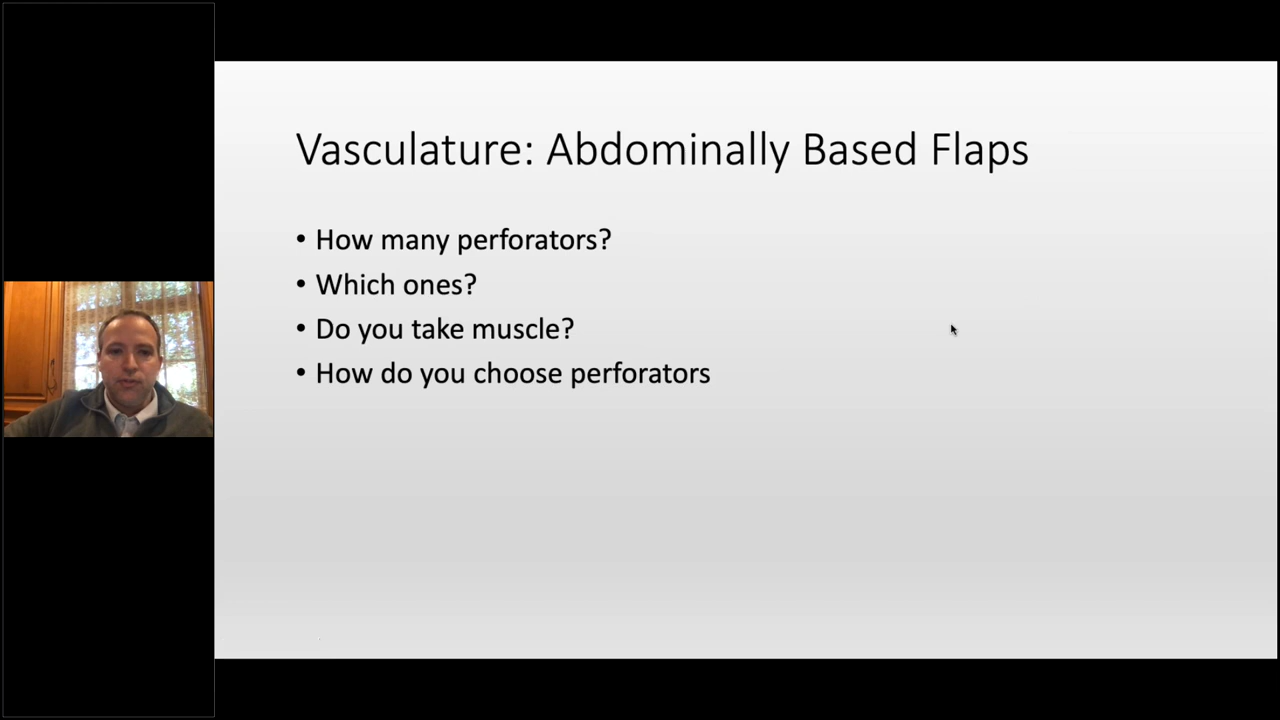 Vasculature: Abdominally Based Flaps
• How many perforators?
• Which ones?
• Do you take muscle?
• How do you choose perforators